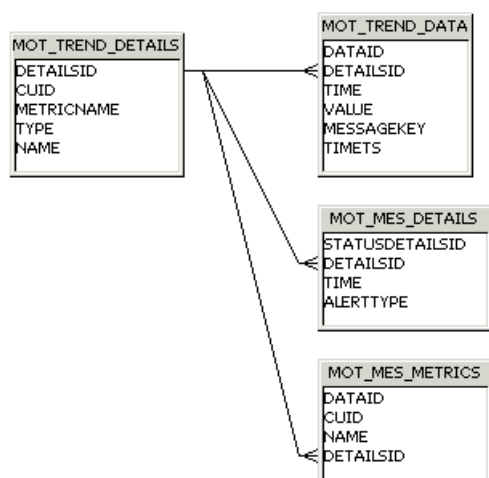 MOT_TREND_DETAILS
DETAILSID
CUID
METRICNAME
TYPE
NAME
MOT_TREND_DATA
DATAID
DETAILSID
TIME
VALUE
MESSAGEKEY
TIMETS
MOT_MES_DETAILS
STATUSDETAILSID
DETAILSID
TIME
ALERTTYPE
MOT_MES_METRICS
DATAID
CUID
NAME
DETAILSID